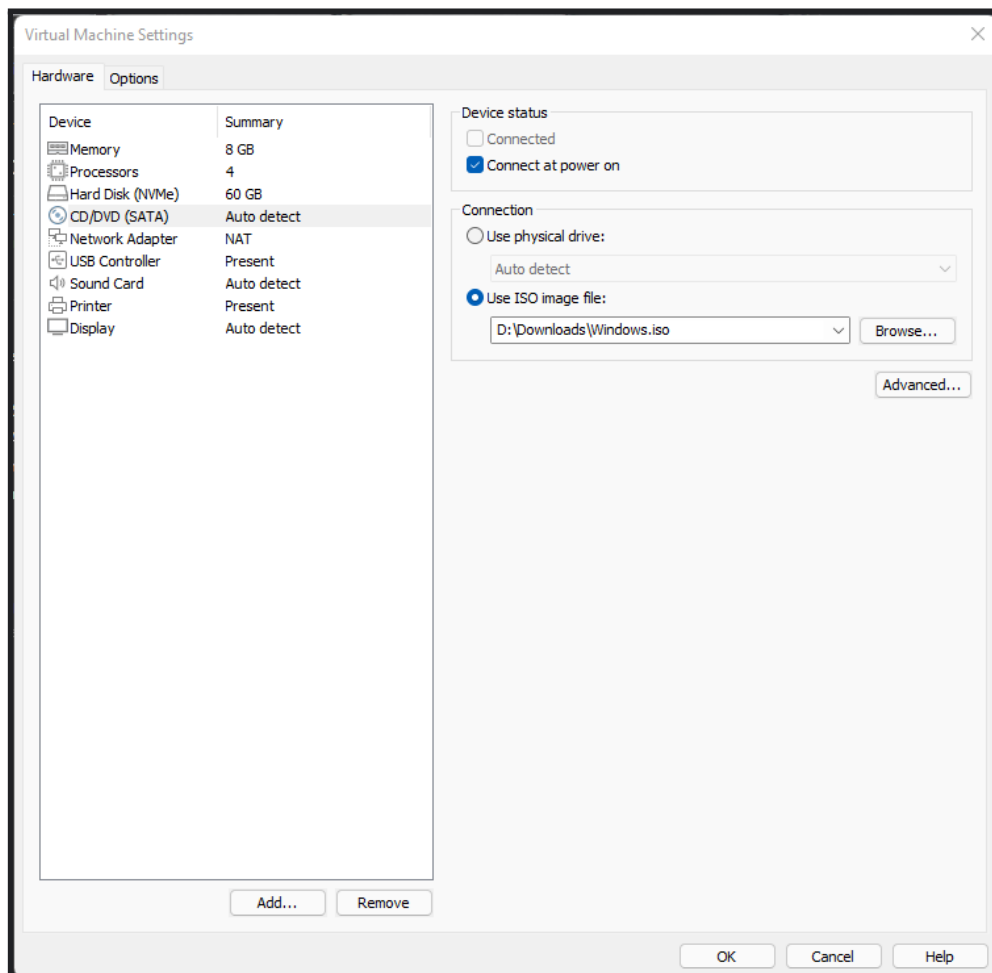 Virtual Machine Settings
Hardware Options
Device Summary
Memory 8 GB
Processors 4
Hard Disk (NVMe) 60 GB
CD/DVD (SATA) Auto detect
Network Adapter NAT
USB Controller Present
Sound Card Auto detect
Printer Present
Display Auto detect
Add... Remove
Device status
Connected
Connect at power on
Connection
Use physical drive:
Auto detect
Use ISO image file:
D:\Downloads\Windows.iso Browse...
Advanced...
OK Cancel Help